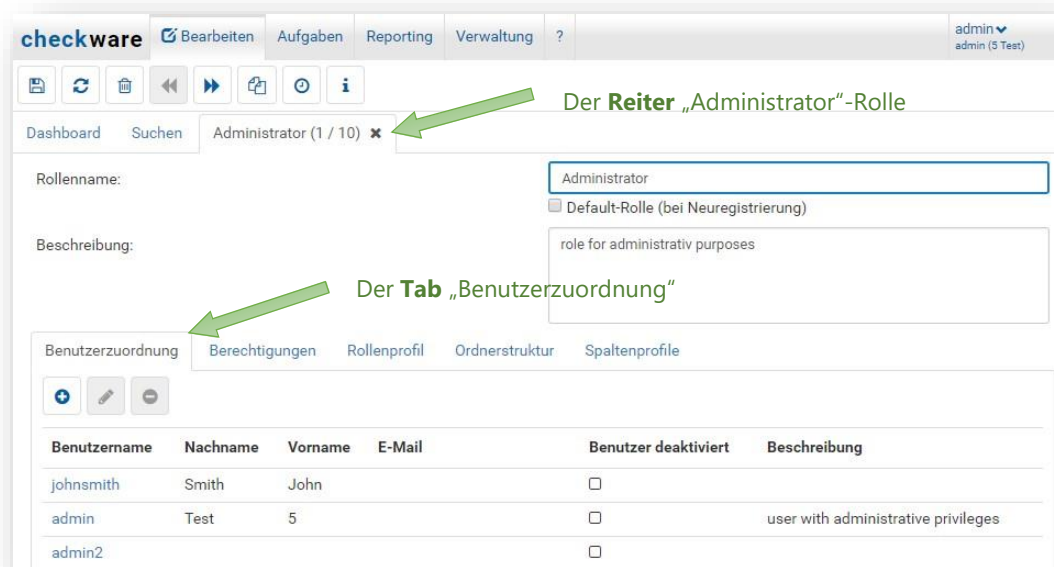 checkware Bearbeiten Aufgaben Reporting Verwaltung ? admin
admin (5 Test)
Der Reiter „Administrator“-Rolle
Dashboard Suchen Administrator (1 / 10)
Rollenname: Administrator
Default-Rolle (bei Neuregistrierung)
Beschreibung: role for administrativ purposes
Der Tab „Benutzerzuordnung“
Benutzerzuordnung Berechtigungen Rollenprofil Ordnerstruktur Spaltenprofile
Benutzername Nachname Vorname E-Mail Benutzer deaktiviert Beschreibung
johnsmith Smith John
admin Test 5 user with administrative privileges
admin2